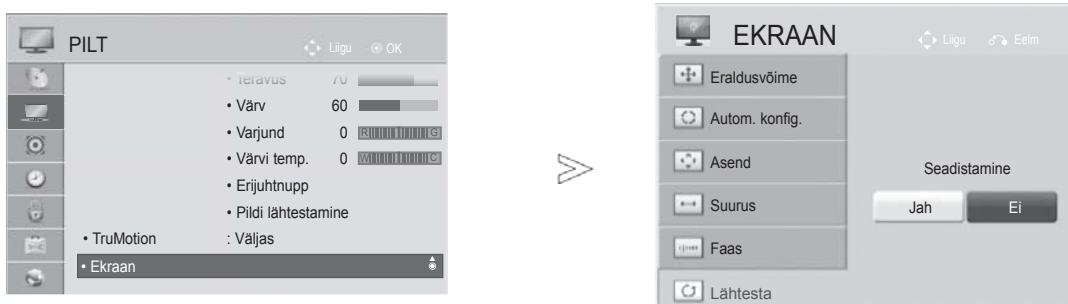 PILT
Liigu OK
• Teravus 70
• Värv 60
• Varjund 0 R G
• Värvi temp. 0 W C
• Erijuhtnupp
• Pildi lähtestamine
• TruMotion : Väljas
• Ekraan
EKRAAN
Liigu Eelm
Eraldusvõime
Autom. konfig.
Asend
Suurus
Faas
Lähtesta
Seadistamine
Jah Ei